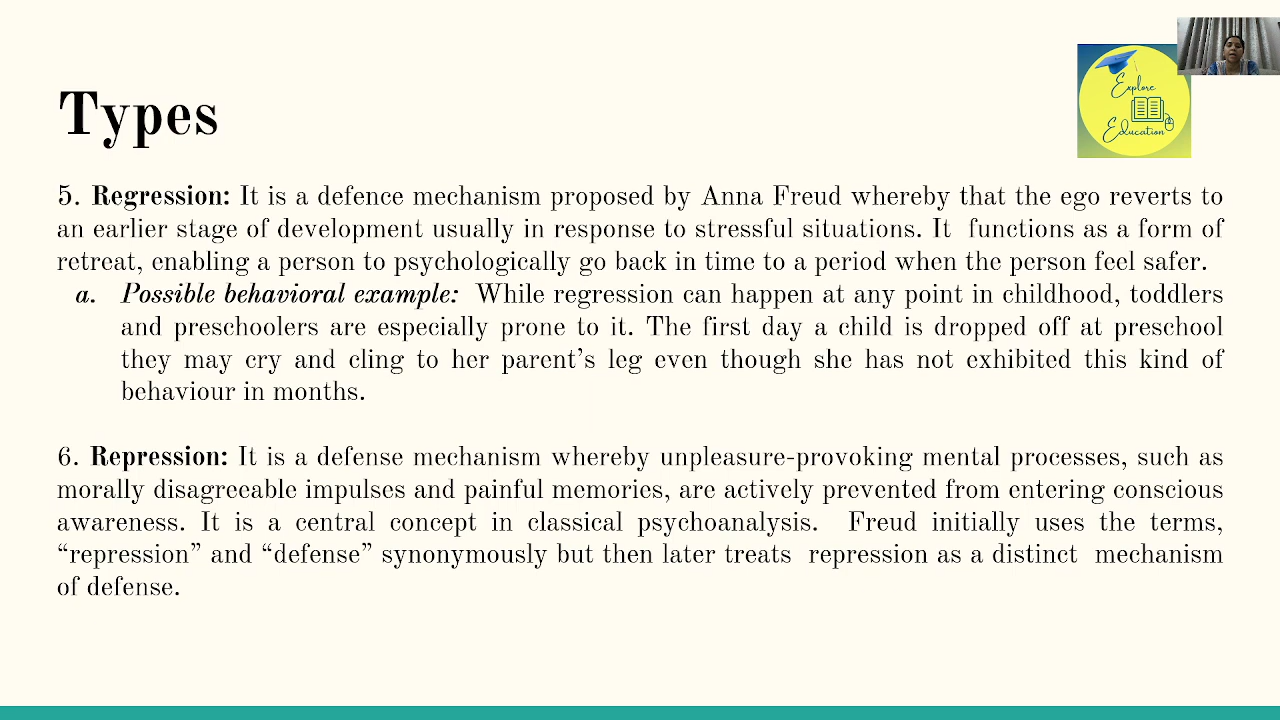 Explore
Education
Types
5. Regression: It is a defence mechanism proposed by Anna Freud whereby that the ego reverts to
an earlier stage of development usually in response to stressful situations. It functions as a form of
retreat, enabling a person to psychologically go back in time to a period when the person feel safer.
a. Possible behavioral example: While regression can happen at any point in childhood, toddlers
and preschoolers are especially prone to it. The first day a child is dropped off at preschool
they may cry and cling to her parent’s leg even though she has not exhibited this kind of
behaviour in months.
6. Repression: It is a defense mechanism whereby unpleasure-provoking mental processes, such as
morally disagreeable impulses and painful memories, are actively prevented from entering conscious
awareness. It is a central concept in classical psychoanalysis. Freud initially uses the terms,
“repression” and “defense” synonymously but then later treats repression as a distinct mechanism
of defense.